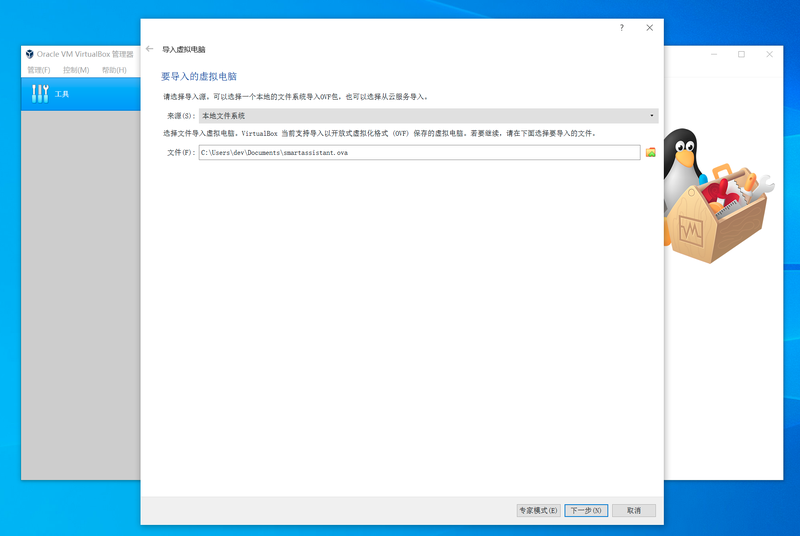 Oracle VM VirtualBox 管理器
管理(F) 控制(M) 帮助(H)
工具
?
导入虚拟电脑
要导入的虚拟电脑
请选择导入源。可以选择一个本地的文件系统导入OVF包，也可以选择从云服务导入。
来源(S): 本地文件系统
选择文件导入虚拟电脑。VirtualBox 当前支持导入以开放式虚拟化格式 (OVF) 保存的虚拟电脑。若要继续，请在下面选择要导入的文件。
文件(F): C:\Users\dev\Documents\smartassistant.ova
专家模式(E) 下一步(N) 取消